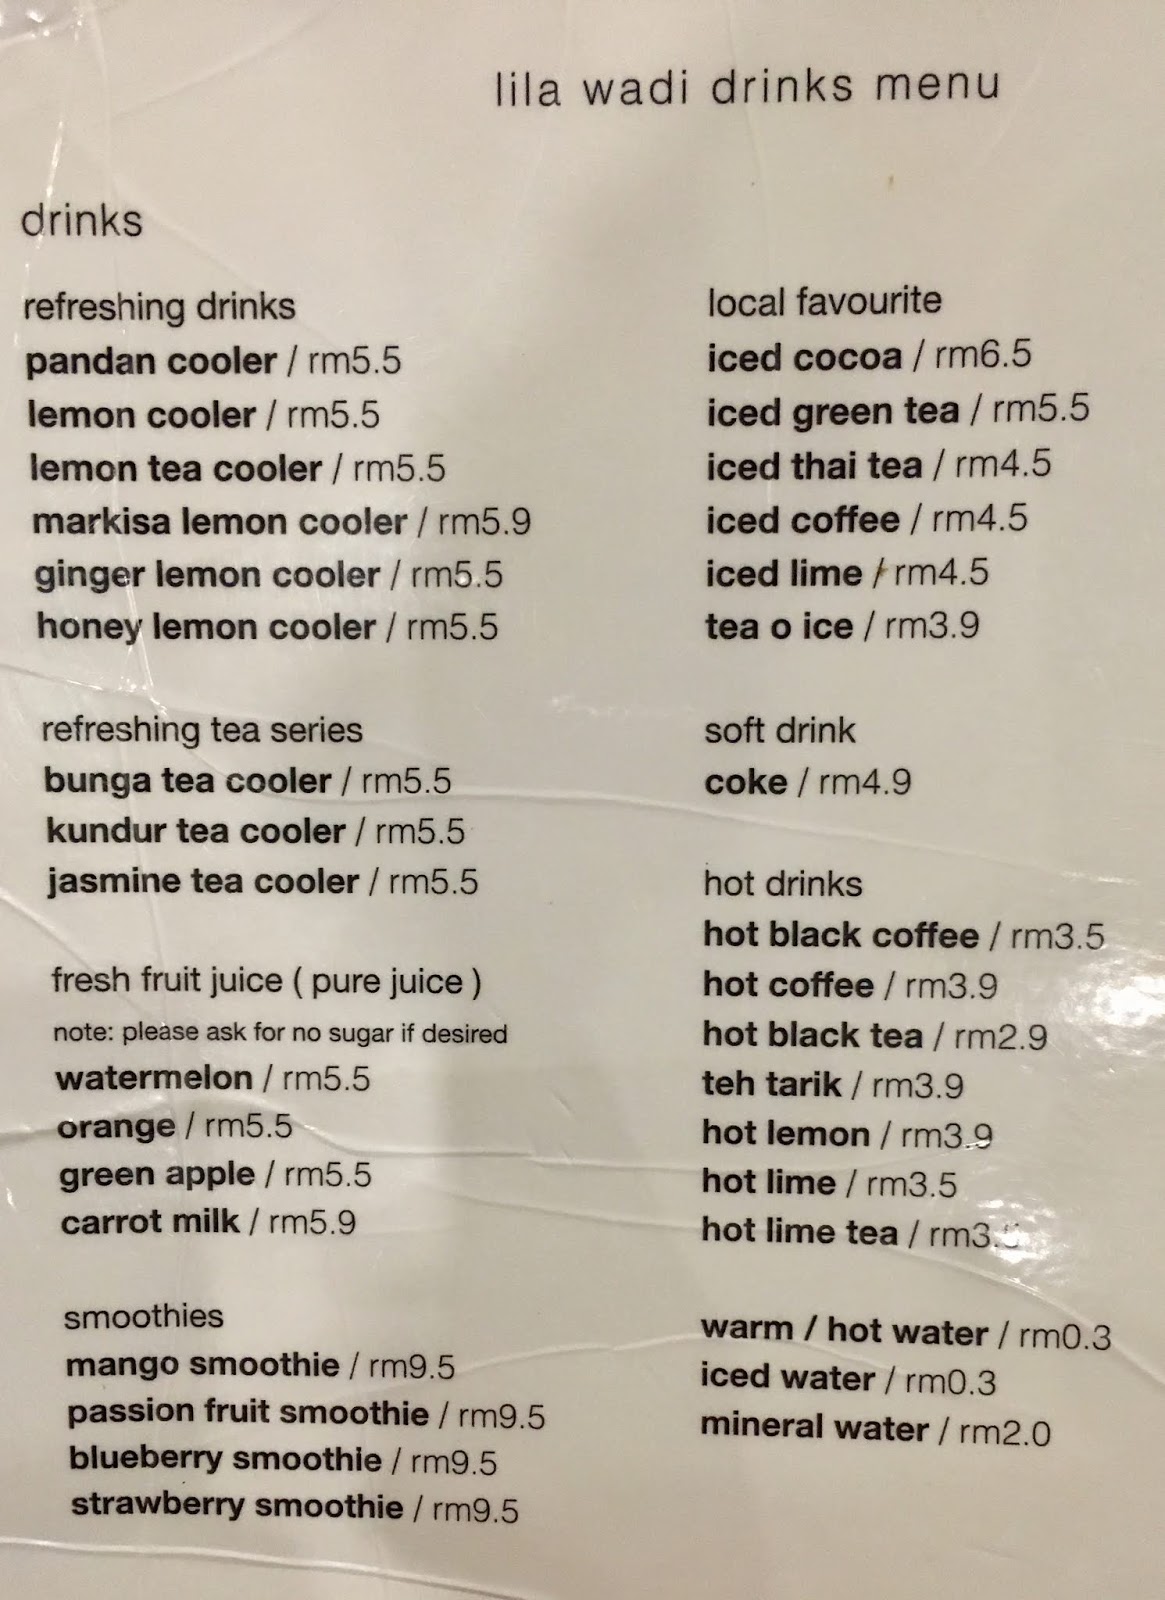 lila wadi drinks menu
drinks
refreshing drinks
pandan cooler / rm5.5
lemon cooler / rm5.5
lemon tea cooler / rm5.5
markisa lemon cooler / rm5.9
ginger lemon cooler / rm5.5
honey lemon cooler / rm5.5
refreshing tea series
bunga tea cooler / rm5.5
kundur tea cooler / rm5.5
jasmine tea cooler / rm5.5
fresh fruit juice ( pure juice )
note: please ask for no sugar if desired
watermelon / rm5.5
orange / rm5.5
green apple / rm5.5
carrot milk / rm5.9
smoothies
mango smoothie / rm9.5
passion fruit smoothie / rm9.5
blueberry smoothie / rm9.5
strawberry smoothie / rm9.5
local favourite
iced cocoa / rm6.5
iced green tea / rm5.5
iced thai tea / rm4.5
iced coffee / rm4.5
iced lime / rm4.5
tea o ice / rm3.9
soft drink
coke / rm4.9
hot drinks
hot black coffee / rm3.5
hot coffee / rm3.9
hot black tea / rm2.9
teh tarik / rm3.9
hot lemon / rm3.9
hot lime / rm3.5
hot lime tea /
warm / hot water / rm0.3
iced water / rm0.3
mineral water / rm2.0